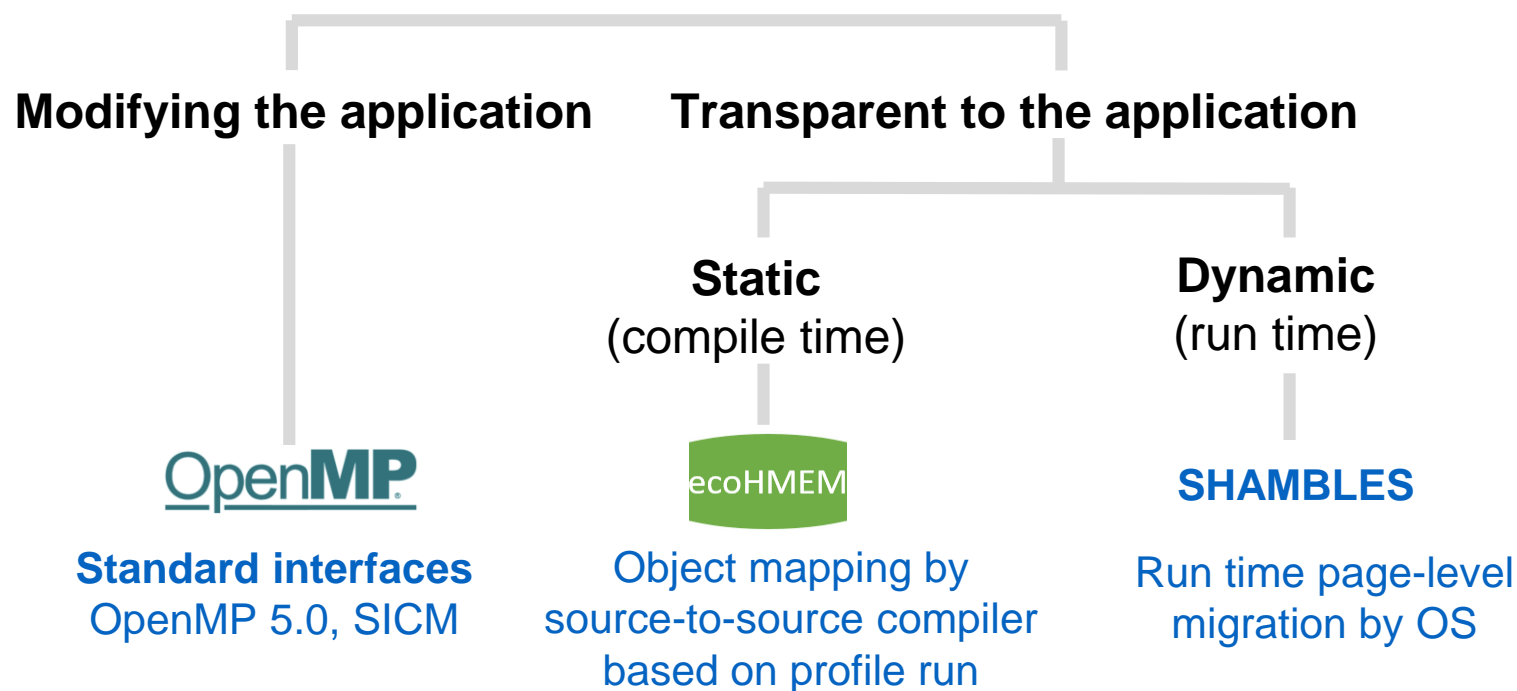 Modifying the application
Transparent to the application
Static
(compile time)
Dynamic
(run time)
OpenMP®
Standard interfaces
OpenMP 5.0, SICM
ecoHMEM
Object mapping by
source-to-source compiler
based on profile run
SHAMBLES
Run time page-level
migration by OS